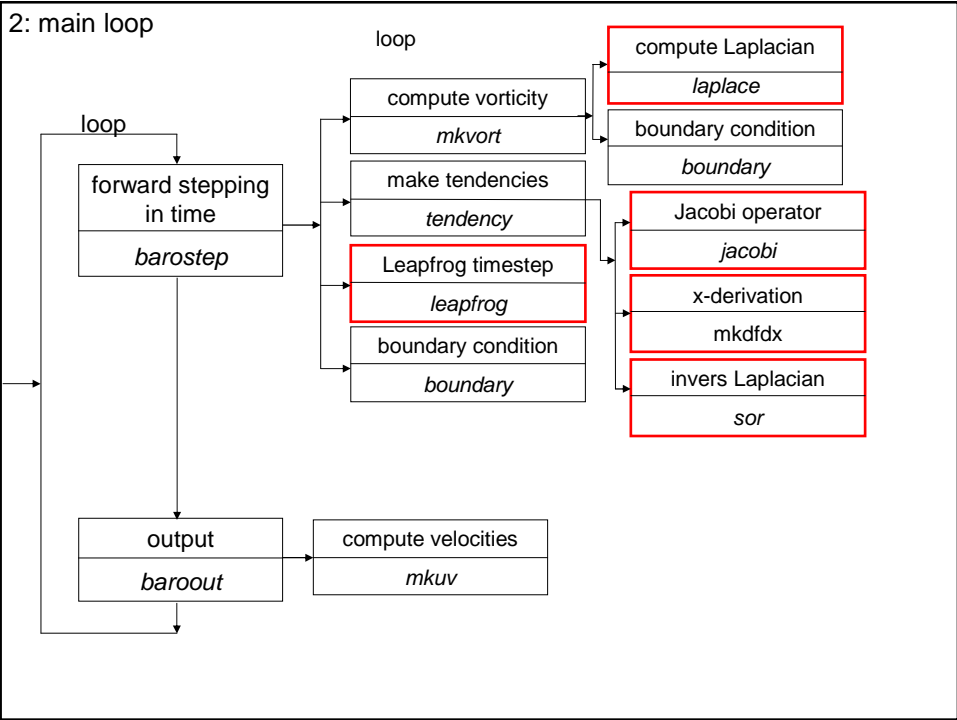 2: main loop
loop
loop
forward stepping
in time
barostep
compute vorticity
mkvort
compute Laplacian
laplace
boundary condition
boundary
make tendencies
tendency
Jacobi operator
jacobi
x-derivation
mkdfdx
invers Laplacian
sor
Leapfrog timestep
leapfrog
boundary condition
boundary
output
baroout
compute velocities
mkuv